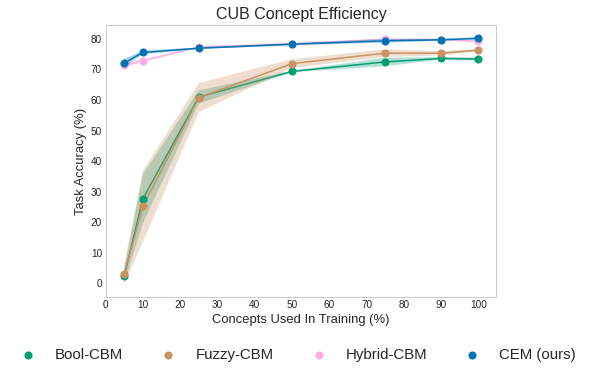 CUB Concept Efficiency
Task Accuracy (%)
80
70
60
50
40
30
20
10
0
0 10 20 30 40 50 60 70 80 90 100
Concepts Used In Training (%)
Bool-CBM Fuzzy-CBM Hybrid-CBM CEM (ours)